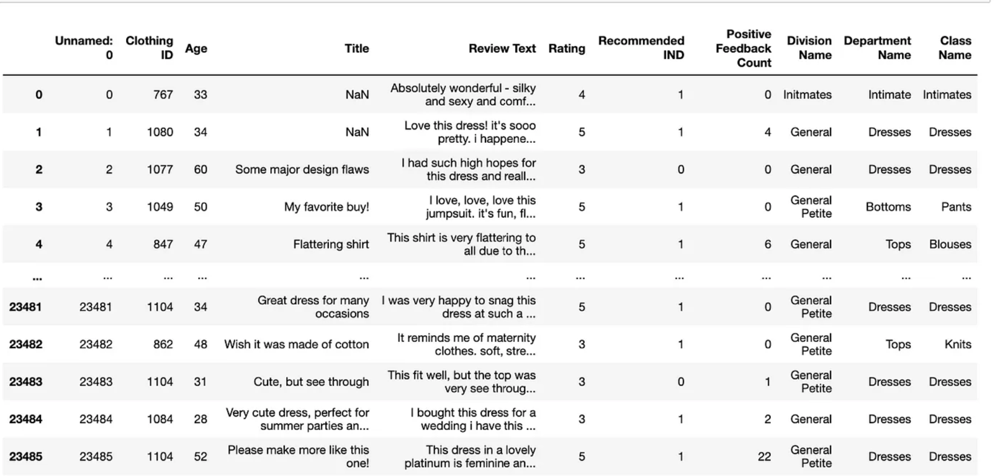 Unnamed: 0 Clothing ID Age Title Review Text Rating Recommended IND Positive Feedback Count Division Name Department Name Class Name
0 0 767 33 NaN Absolutely wonderful - silky and sexy and comf... 4 1 0 Initmates Intimate Intimates
1 1 1080 34 NaN Love this dress! it's sooo pretty. i happene... 5 1 4 General Dresses Dresses
2 2 1077 60 Some major design flaws I had such high hopes for this dress and reall... 3 0 0 General Dresses Dresses
3 3 1049 50 My favorite buy! I love, love, love this jumpsuit. it's fun, fl... 5 1 0 General Petite Bottoms Pants
4 4 847 47 Flattering shirt This shirt is very flattering to all due to th... 5 1 6 General Tops Blouses
... ... ... ... ... ... ... ... ... ... ... ...
23481 23481 1104 34 Great dress for many occasions I was very happy to snag this dress at such a ... 5 1 0 General Petite Dresses Dresses
23482 23482 862 48 Wish it was made of cotton It reminds me of maternity clothes. soft, stre... 3 1 0 General Petite Tops Knits
23483 23483 1104 31 Cute, but see through This fit well, but the top was very see throug... 3 0 1 General Petite Dresses Dresses
23484 23484 1084 28 Very cute dress, perfect for summer parties an... I bought this dress for a wedding i have this ... 3 1 2 General Dresses Dresses
23485 23485 1104 52 Please make more like this one! This dress in a lovely platinum is feminine an... 5 1 22 General Petite Dresses Dresses